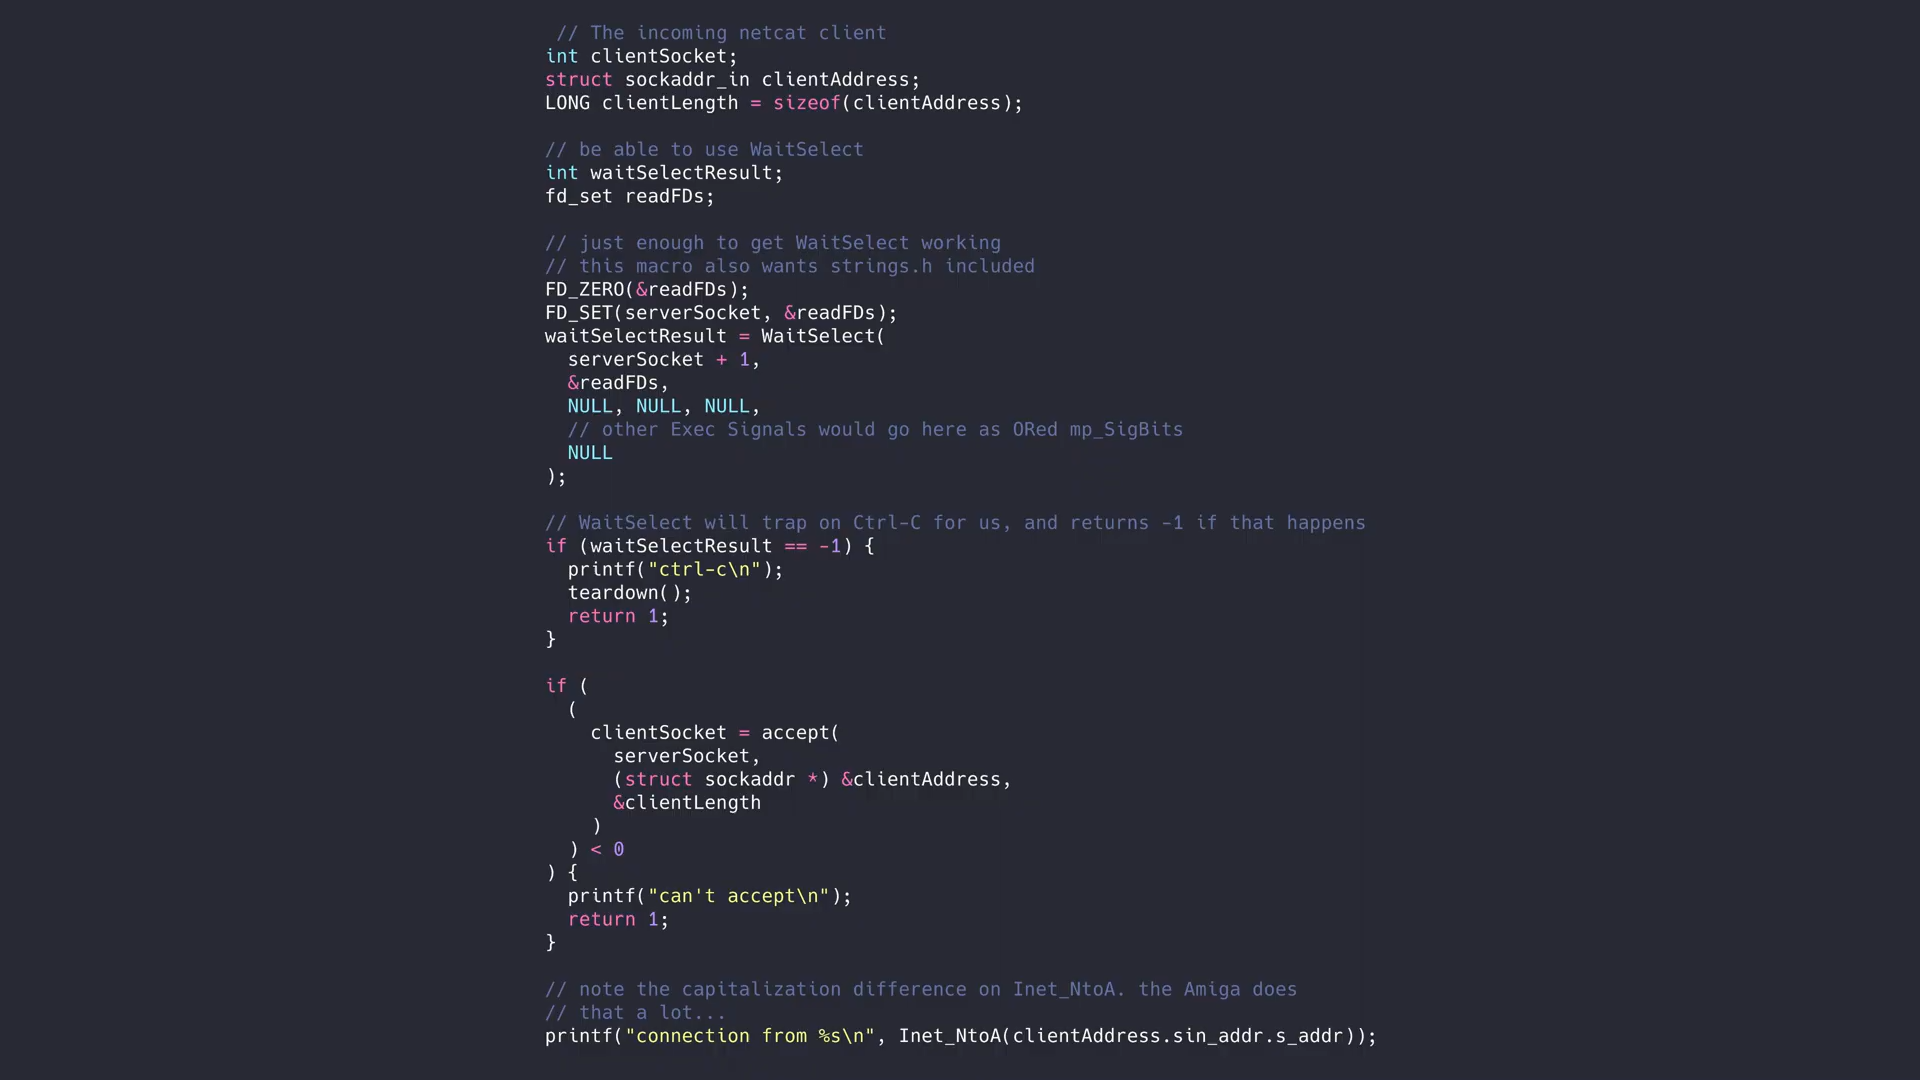 // The incoming netcat client
int clientSocket;
struct sockaddr_in clientAddress;
LONG clientLength = sizeof(clientAddress);

// be able to use WaitSelect
int waitSelectResult;
fd_set readFDs;

// just enough to get WaitSelect working
// this macro also wants strings.h included
FD_ZERO(&readFDs);
FD_SET(serverSocket, &readFDs);
waitSelectResult = WaitSelect(
  serverSocket + 1,
  &readFDs,
  NULL, NULL, NULL,
  // other Exec Signals would go here as ORed mp_SigBits
  NULL
);

// WaitSelect will trap on Ctrl-C for us, and returns -1 if that happens
if (waitSelectResult == -1) {
  printf("ctrl-c\n");
  teardown();
  return 1;
}

if (
  (
    clientSocket = accept(
      serverSocket,
      (struct sockaddr *) &clientAddress,
      &clientLength
    )
  ) < 0
) {
  printf("can't accept\n");
  return 1;
}

// note the capitalization difference on Inet_NtoA. the Amiga does
// that a lot...
printf("connection from %s\n", Inet_NtoA(clientAddress.sin_addr.s_addr));